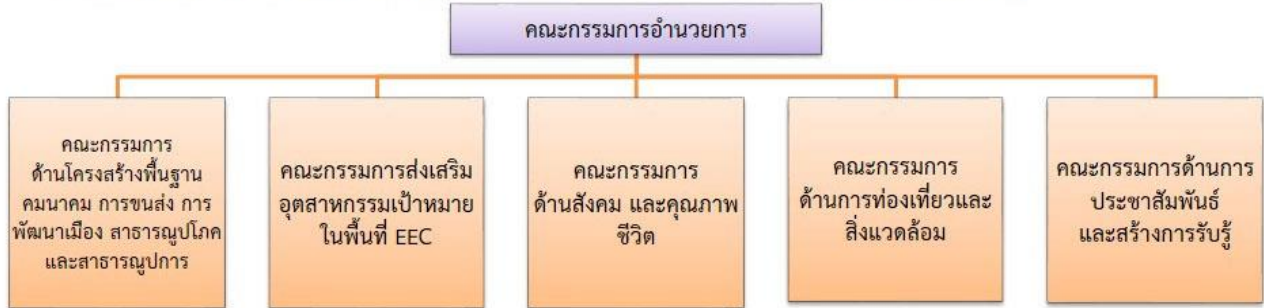 คณะกรรมการอำนวยการ
คณะกรรมการ
ด้านโครงสร้างพื้นฐาน
คมนาคม การขนส่ง การ
พัฒนาเมือง สาธารณูปโภค
และสาธารณูปการ
คณะกรรมการส่งเสริม
อุตสาหกรรมเป้าหมาย
ในพื้นที่ EEC
คณะกรรมการ
ด้านสังคม และคุณภาพ
ชีวิต
คณะกรรมการ
ด้านการท่องเที่ยวและ
สิ่งแวดล้อม
คณะกรรมการด้านการ
ประชาสัมพันธ์
และสร้างการรับรู้